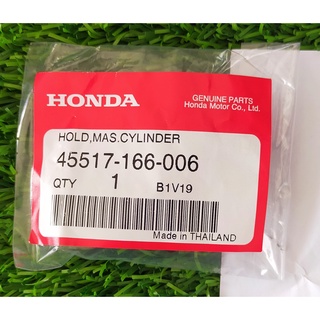 HONDA
GENUINE PARTS
Honda Motor Co., Ltd.
HOLD,MAS.CYLINDER
45517-166-006
QTY 1 B1V19
Made in THAILAND